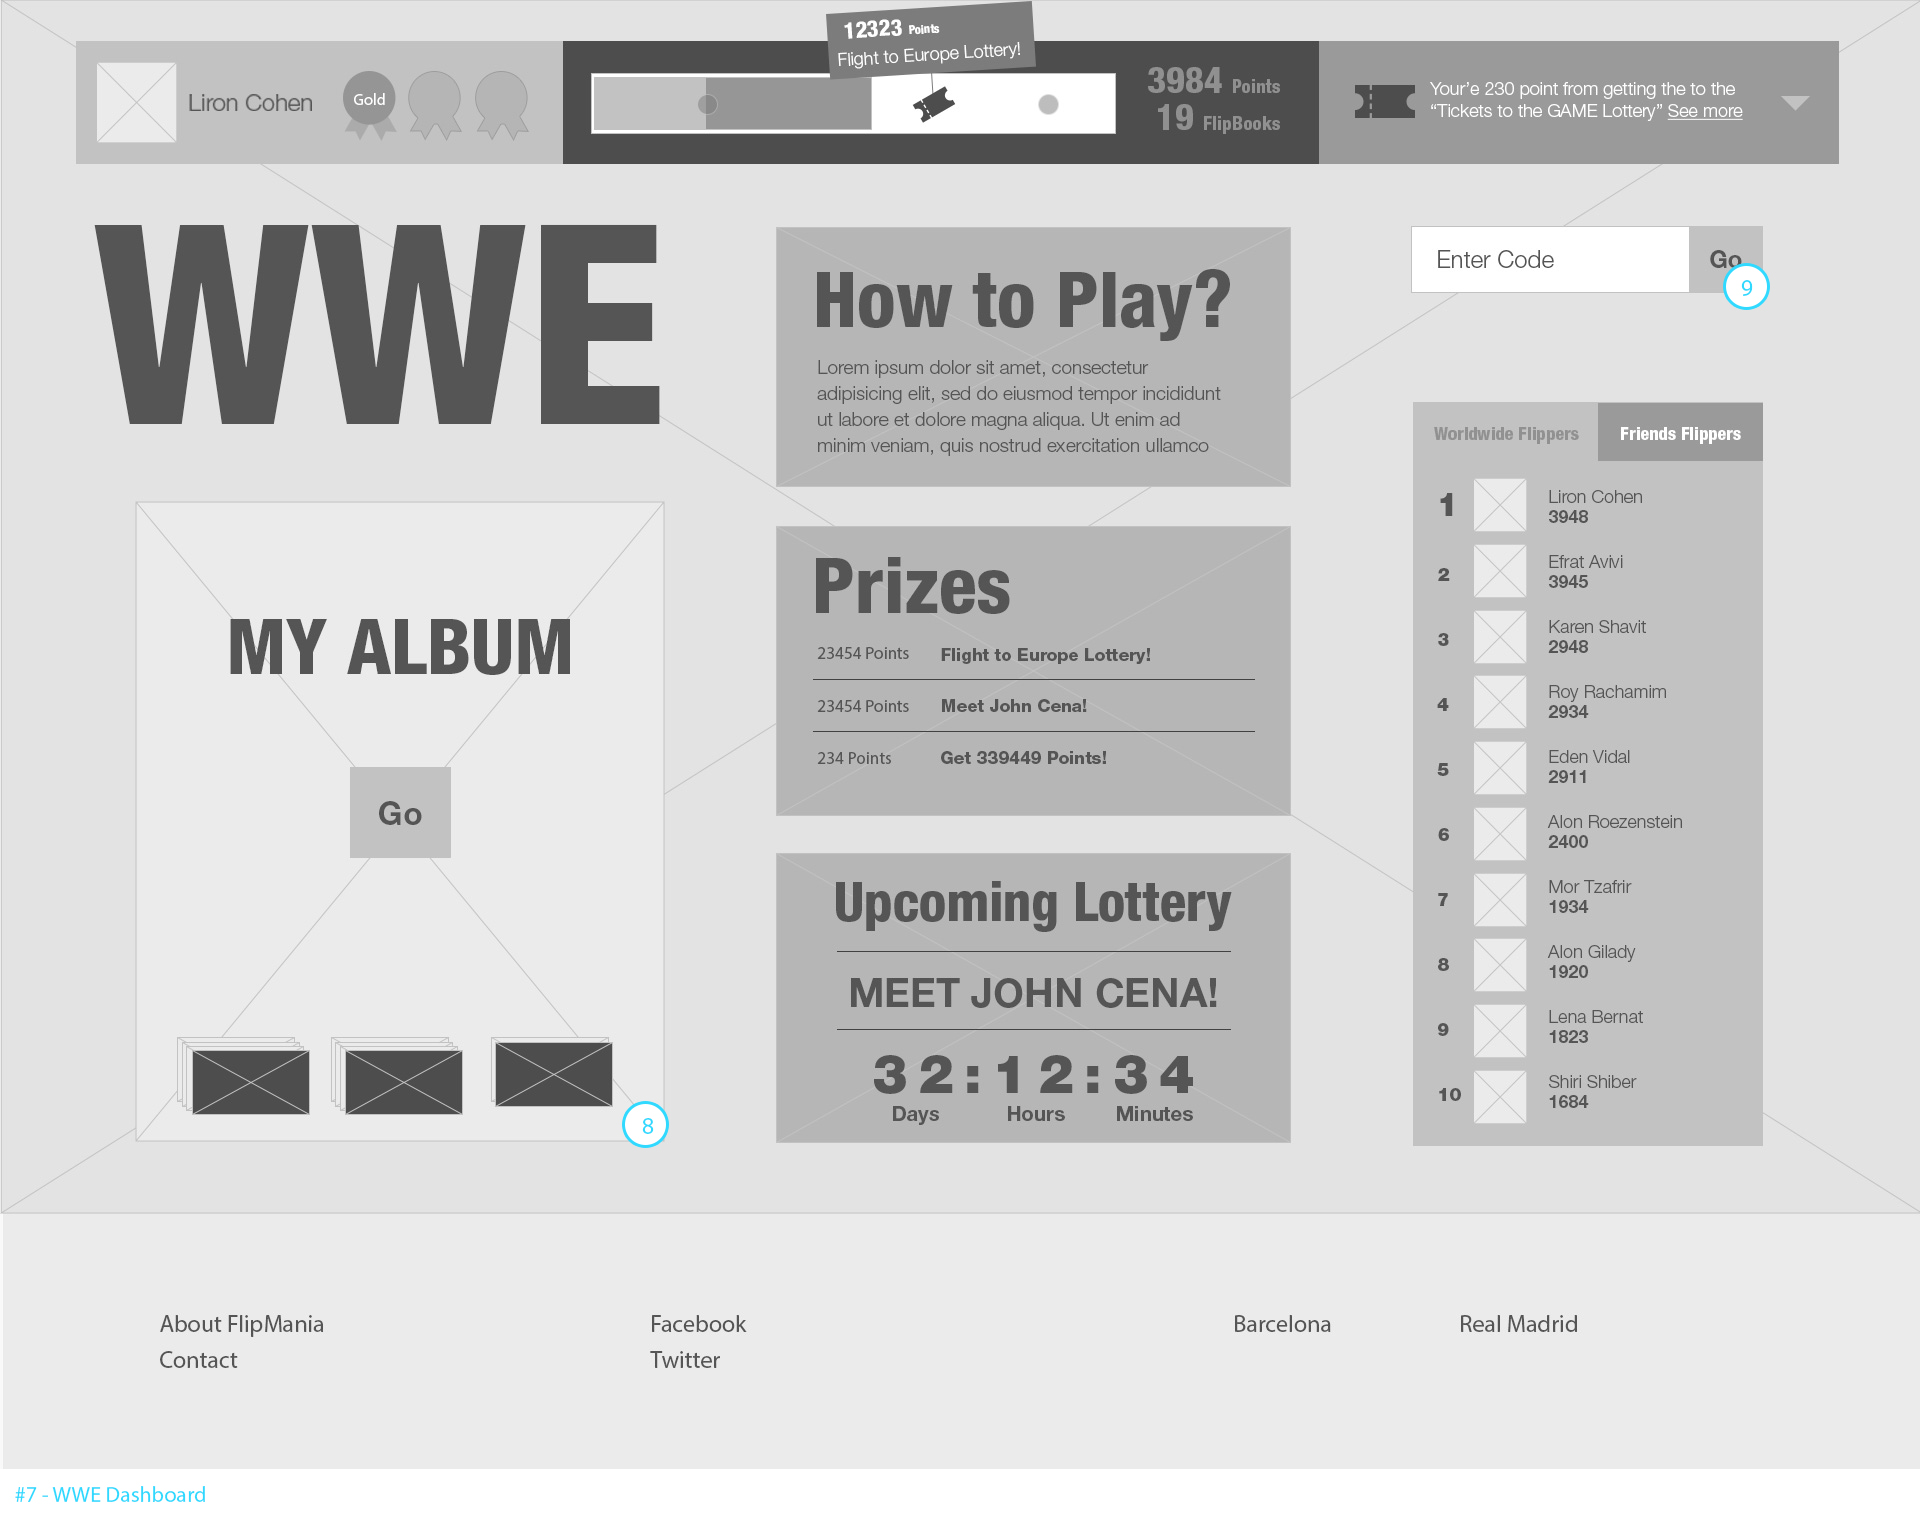 12323 Points
Flight to Europe Lottery!
Liron Cohen
Gold
3984 Points
19 FlipBooks
Your'e 230 point from getting the to the
“Tickets to the GAME Lottery” See more
WWE
How to Play?
Lorem ipsum dolor sit amet, consectetur
adipisicing elit, sed do eiusmod tempor incididunt
ut labore et dolore magna aliqua. Ut enim ad
minim veniam, quis nostrud exercitation ullamco
Enter Code
Go
9
MY ALBUM
Go
8
Prizes
23454 Points Flight to Europe Lottery!
23454 Points Meet John Cena!
234 Points Get 339449 Points!
Upcoming Lottery
MEET JOHN CENA!
32:12:34
Days Hours Minutes
Worldwide Flippers Friends Flippers
1 Liron Cohen
3948
2 Efrat Avivi
3945
3 Karen Shavit
2948
4 Roy Rachamim
2934
5 Eden Vidal
2911
6 Alon Roezenstein
2400
7 Mor Tzafrir
1934
8 Alon Gilady
1920
9 Lena Bernat
1823
10 Shiri Shiber
1684
About FlipMania
Contact
Facebook
Twitter
Barcelona
Real Madrid
#7 - WWE Dashboard